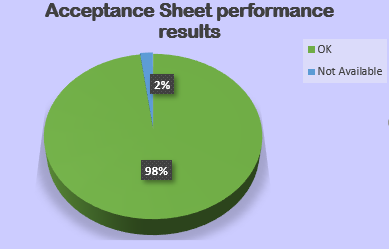 Acceptance Sheet performance
results
OK
Not Available
2%
98%